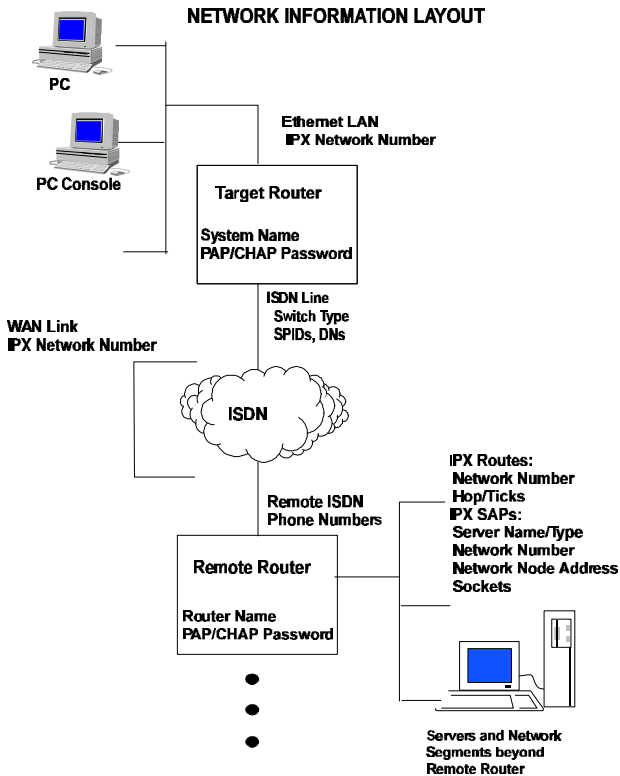 NETWORK INFORMATION LAYOUT
PC
Ethernet LAN
IPX Network Number
PC Console
Target Router
System Name
PAP/CHAP Password
ISDN Line
Switch Type
SPIDs, DNs
WAN Link
IPX Network Number
ISDN
Remote ISDN
Phone Numbers
IPX Routes:
Network Number
Hop/Ticks
IPX SAPs:
Server Name/Type
Network Number
Network Node Address
Sockets
Remote Router
Router Name
PAP/CHAP Password
Servers and Network
Segments beyond
Remote Router